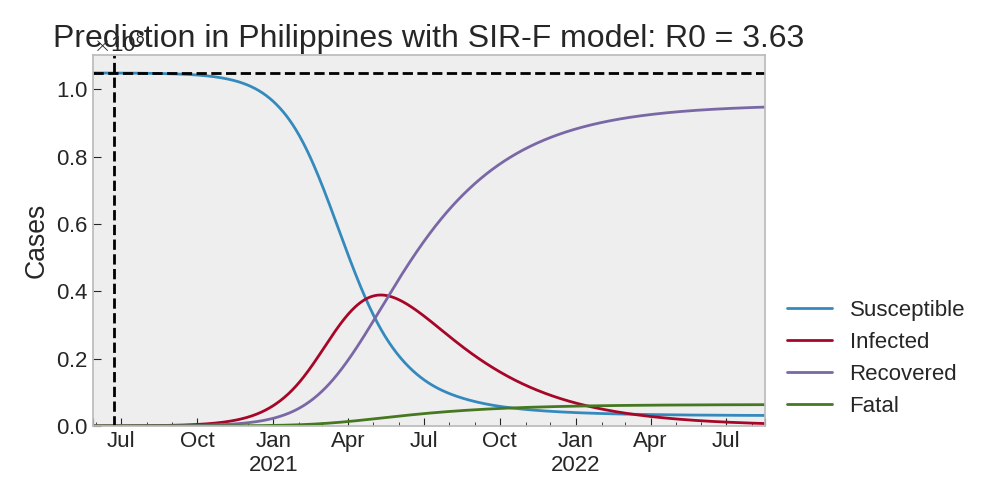 Prediction in Philippines with SIR-F model: R0 = 3.63
×10⁸
Cases
1.0
0.8
0.6
0.4
0.2
0.0
Jul Oct Jan Apr Jul Oct Jan Apr Jul
2021 2022
Susceptible
Infected
Recovered
Fatal